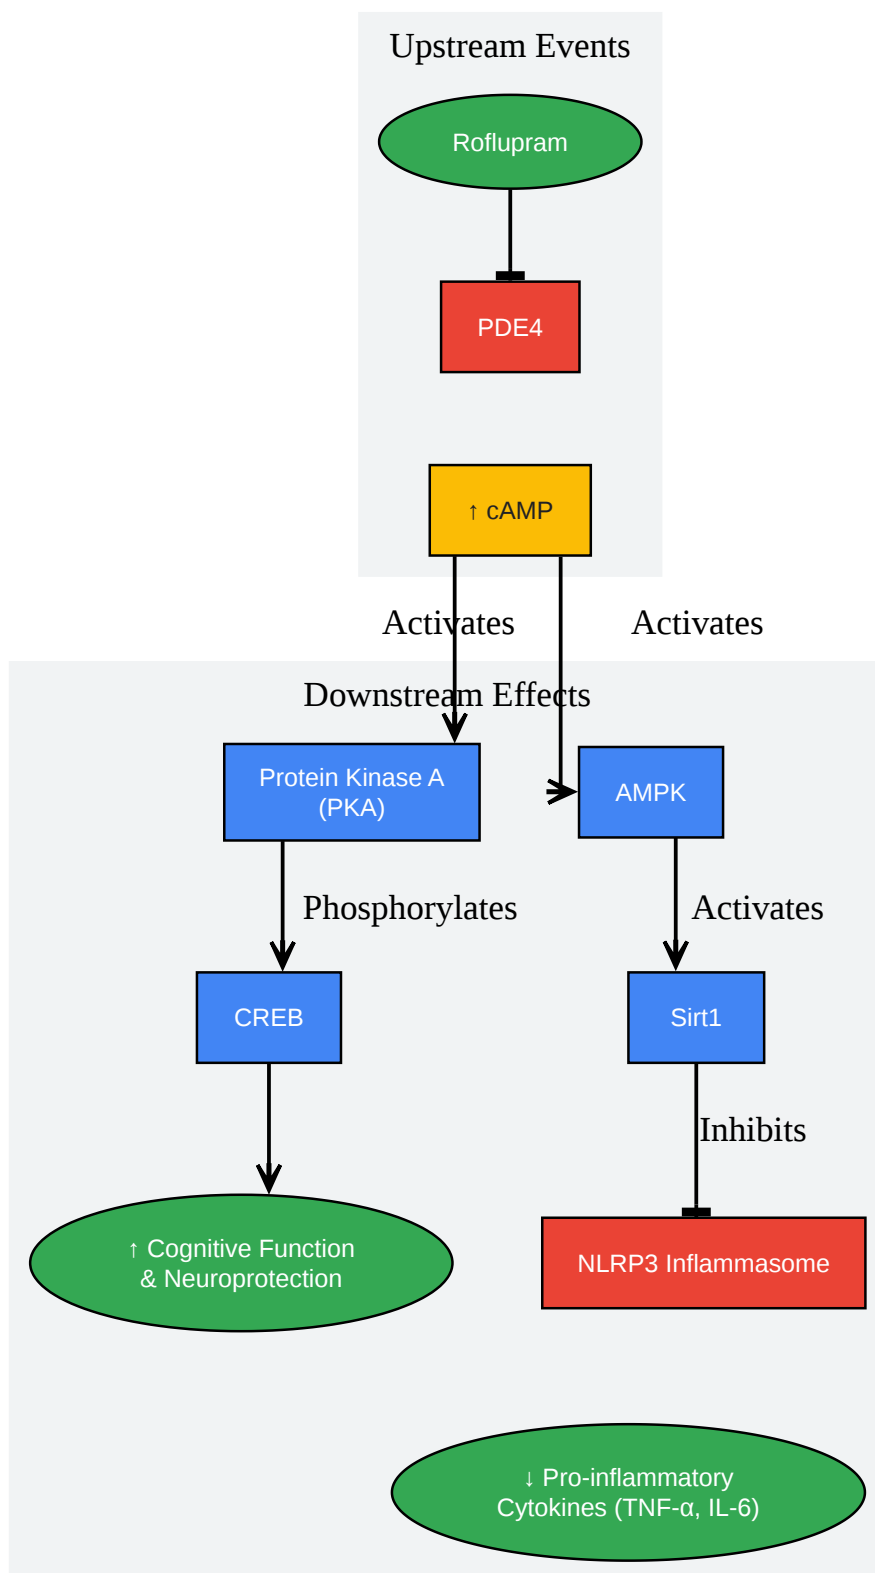 Upstream Events
Roflupram
PDE4
↑ cAMP
Activates
Activates
Downstream Effects
Protein Kinase A
(PKA)
AMPK
Phosphorylates
Activates
CREB
Sirt1
Inhibits
↑ Cognitive Function
& Neuroprotection
NLRP3 Inflammasome
↓ Pro-inflammatory
Cytokines (TNF-α, IL-6)